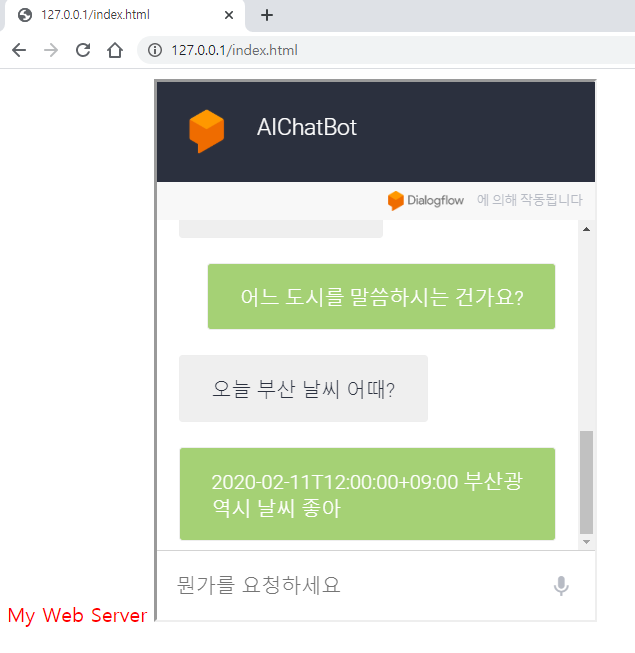 127.0.0.1/index.html
127.0.0.1/index.html
AIChatBot
Dialogflow 에 의해 작동됩니다
어느 도시를 말씀하시는 건가요?
오늘 부산 날씨 어때?
2020-02-11T12:00:00+09:00 부산광
역시 날씨 좋아
뭔가를 요청하세요
My Web Server